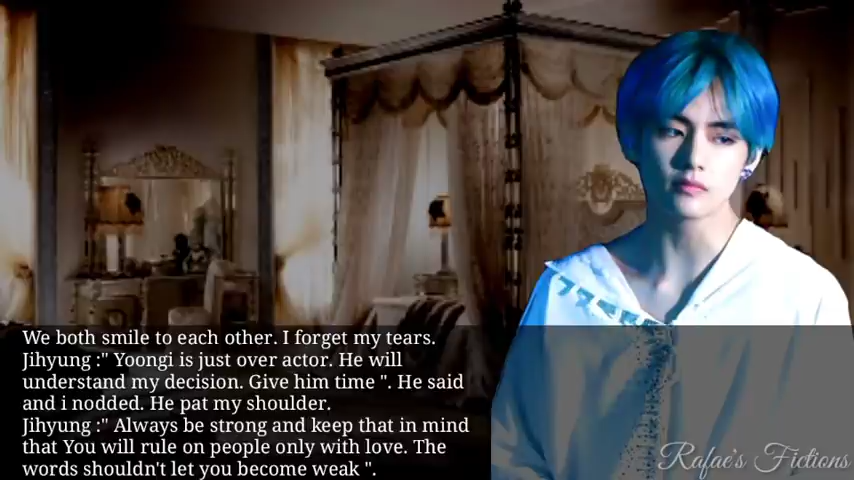 We both smile to each other. I forget my tears.
Jihyung :" Yoongi is just over actor. He will
understand my decision. Give him time ". He said
and i nodded. He pat my shoulder.
Jihyung :" Always be strong and keep that in mind
that You will rule on people only with love. The
words shouldn't let you become weak ".
Rafae's Fictions